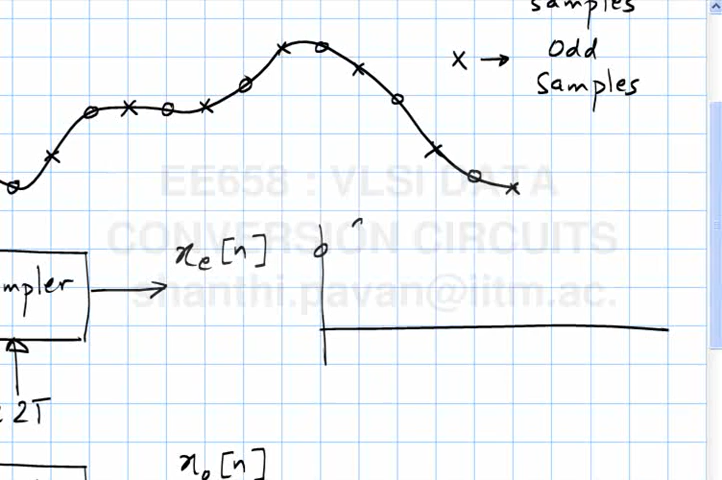 samples
x → Odd
Samples
EE658 : VLSI DATA
CONVERSION CIRCUITS
shanthi.pavan@iitm.ac.
xₑ[n]
mpler
2T
xₒ[n]